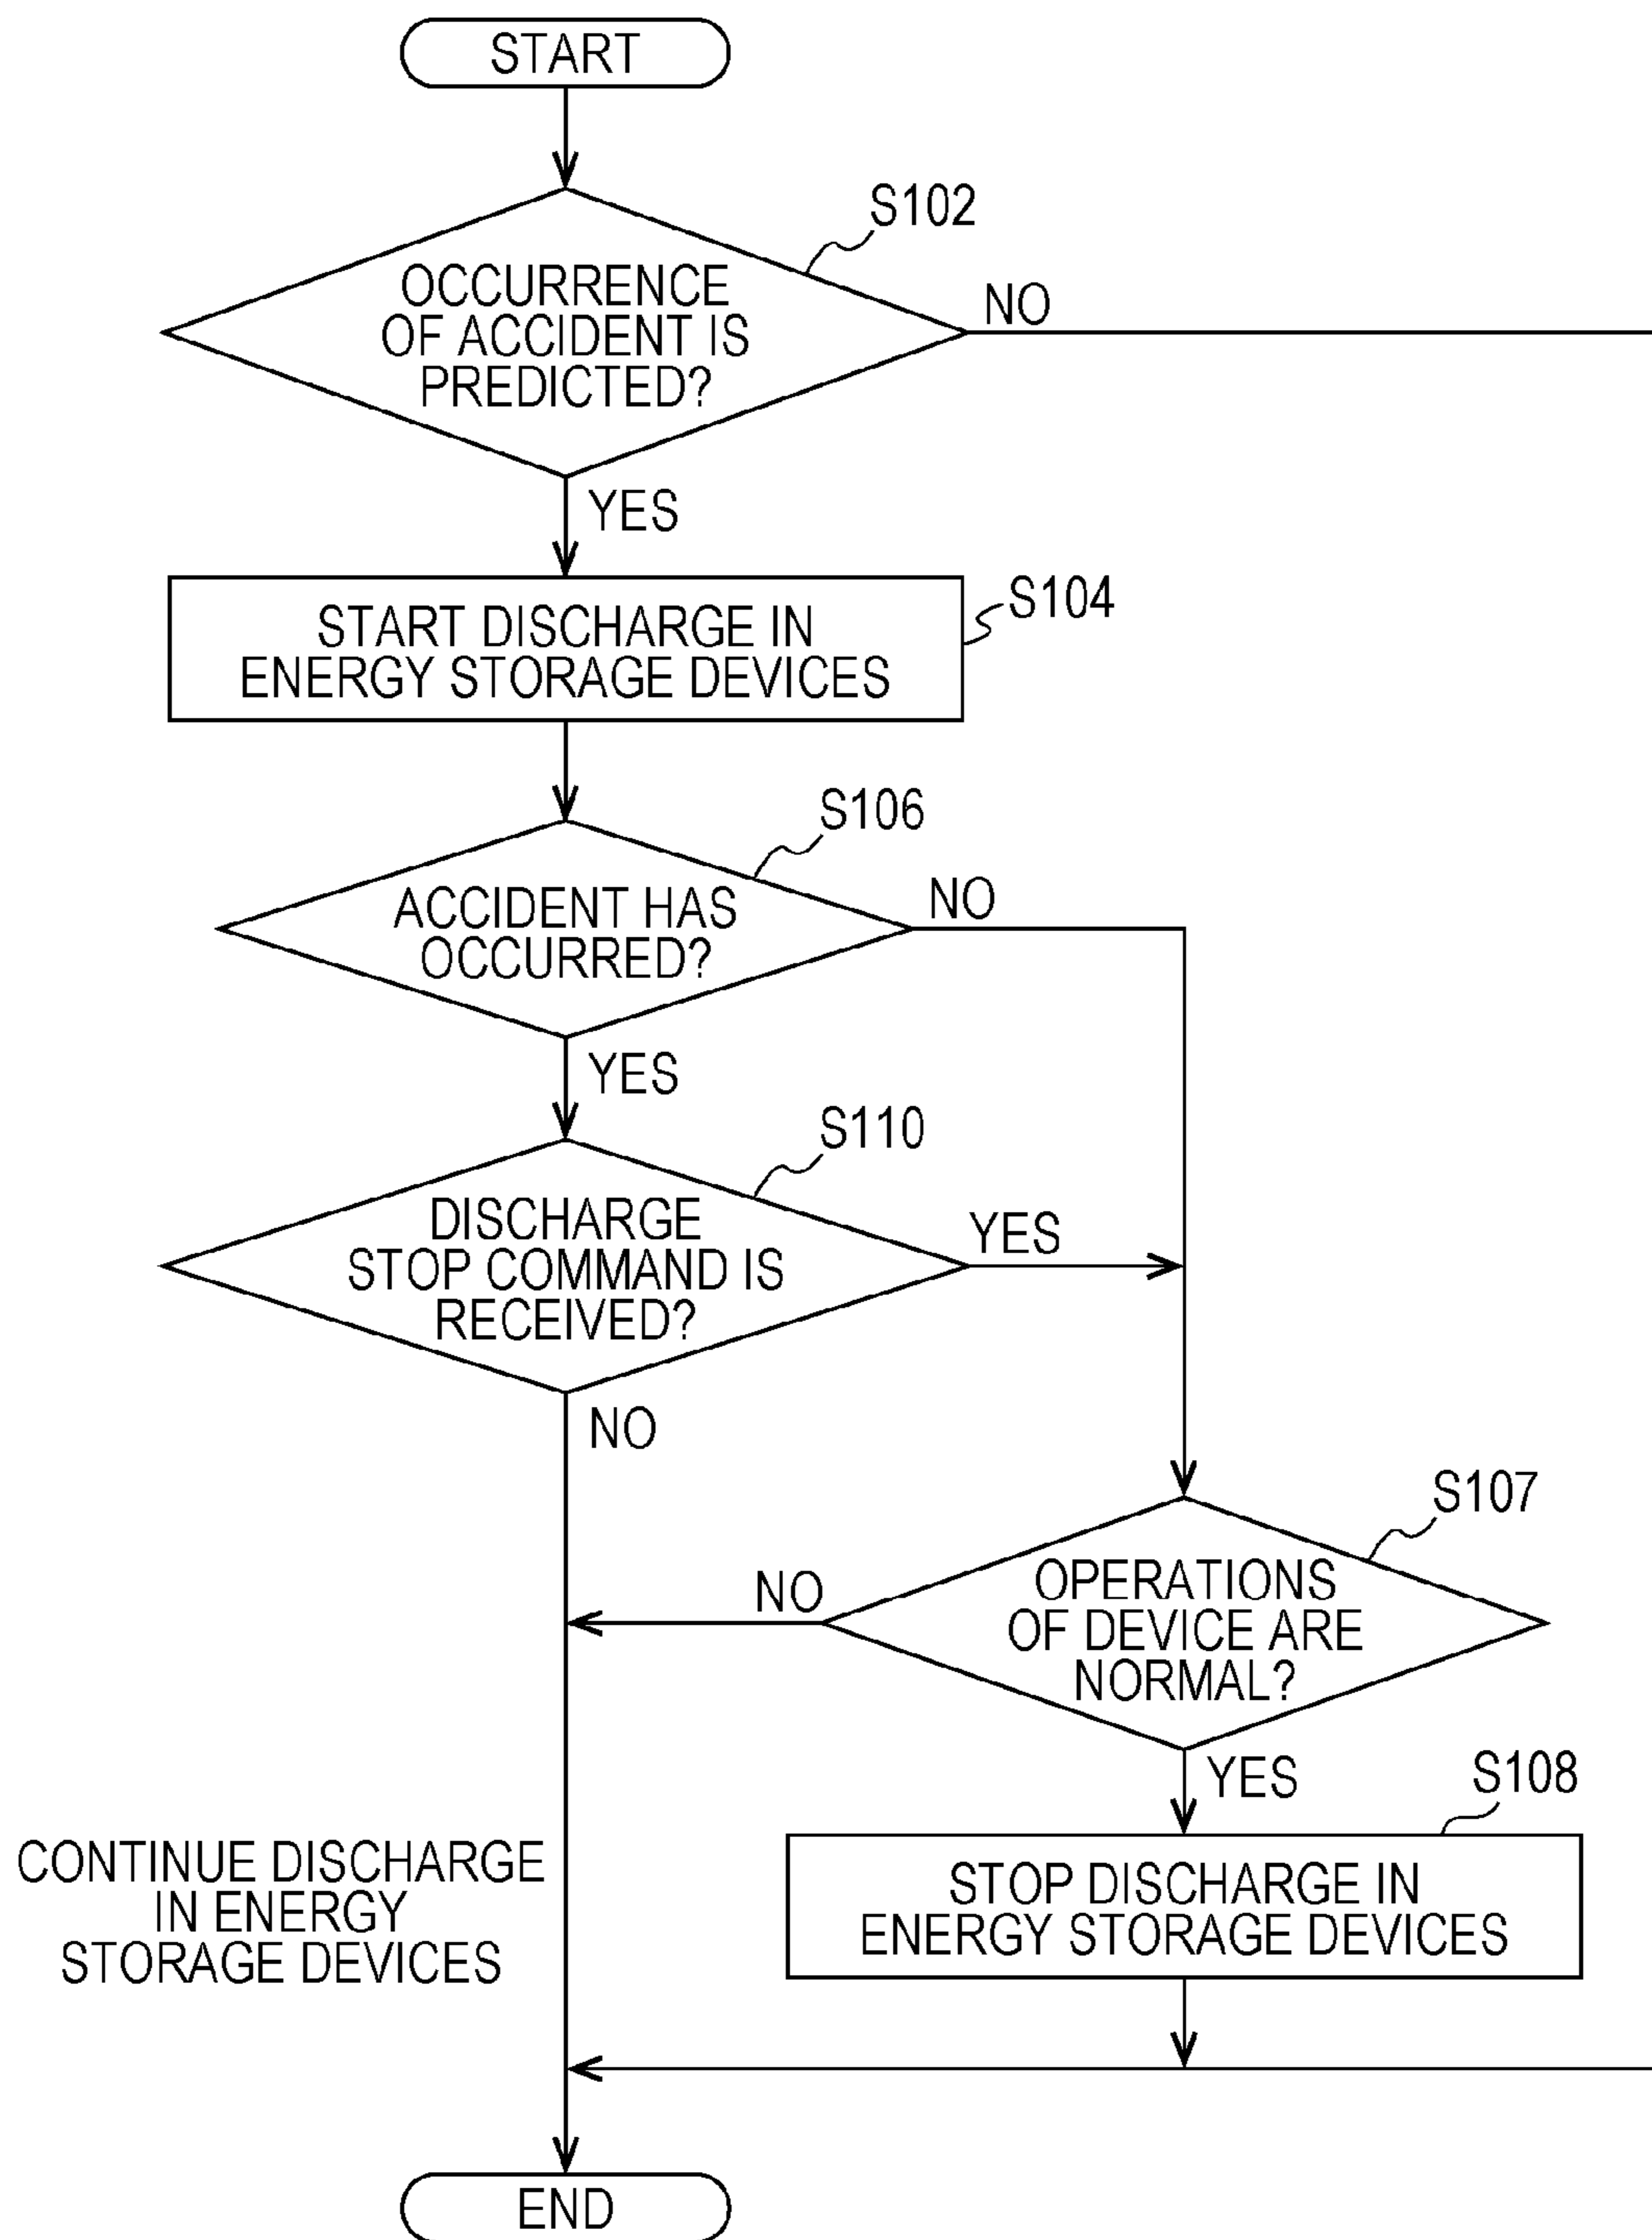 START
S102
OCCURRENCE
OF ACCIDENT IS
PREDICTED?
NO
YES
START DISCHARGE IN
ENERGY STORAGE DEVICES
S104
S106
ACCIDENT HAS
OCCURRED?
NO
YES
S110
DISCHARGE
STOP COMMAND IS
RECEIVED?
YES
NO
S107
OPERATIONS
OF DEVICE ARE
NORMAL?
NO
YES
S108
STOP DISCHARGE IN
ENERGY STORAGE DEVICES
CONTINUE DISCHARGE
IN ENERGY
STORAGE DEVICES
END